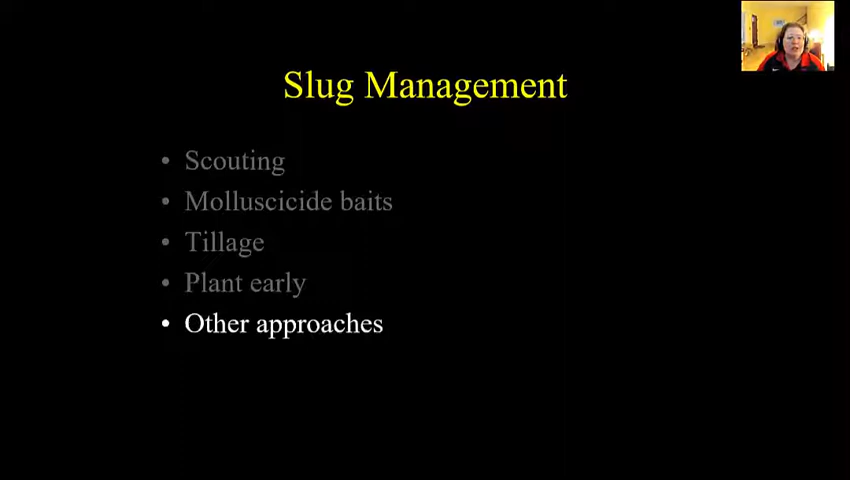 Slug Management
• Scouting
• Molluscicide baits
• Tillage
• Plant early
• Other approaches